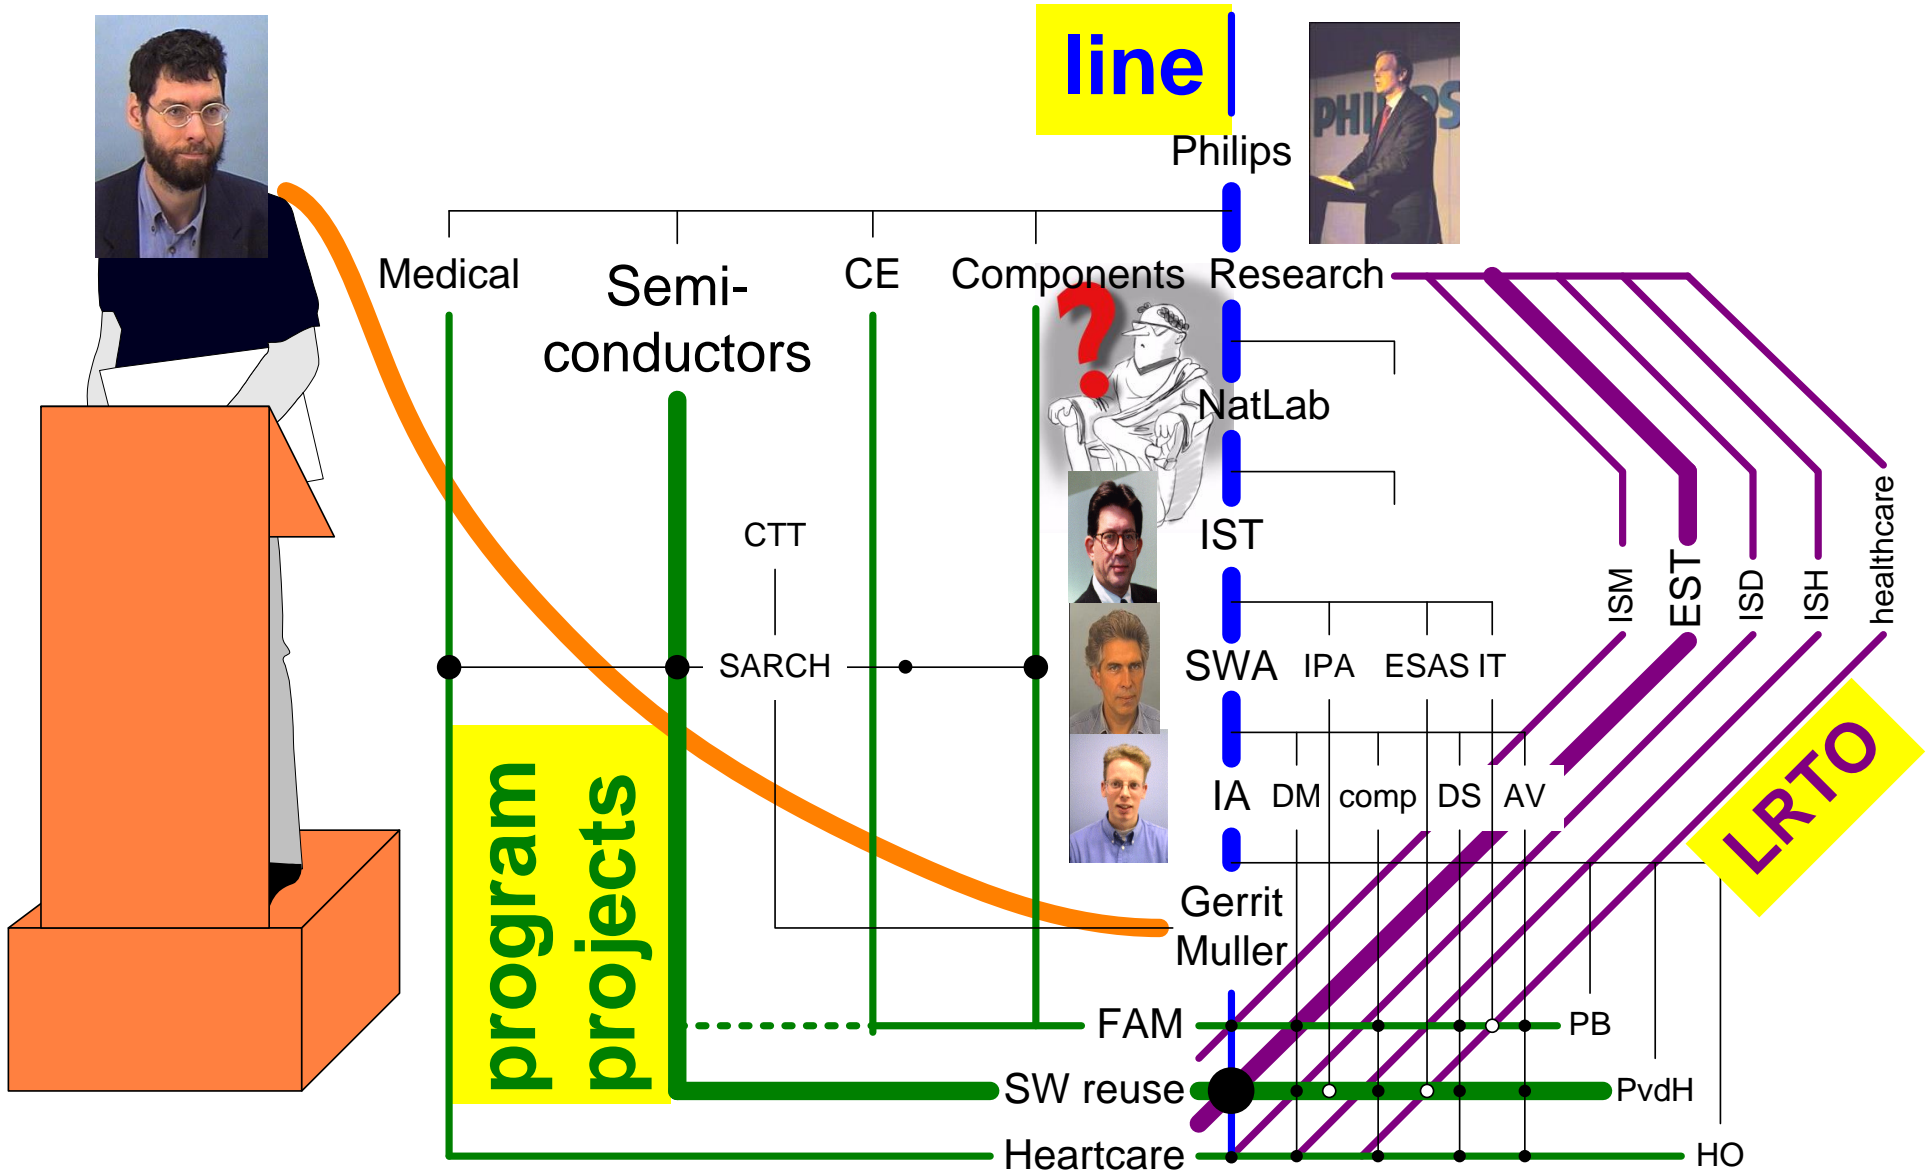 line
PHILIPS
Philips
Medical
Semi-
conductors
CE
Components
Research
NatLab
CTT
IST
ISM
EST
ISD
ISH
healthcare
SARCH
SWA
IPA
ESAS
IT
IA
DM
comp
DS
AV
LRTO
program
projects
Gerrit
Muller
FAM
PB
SW reuse
PvdH
Heartcare
HO
?